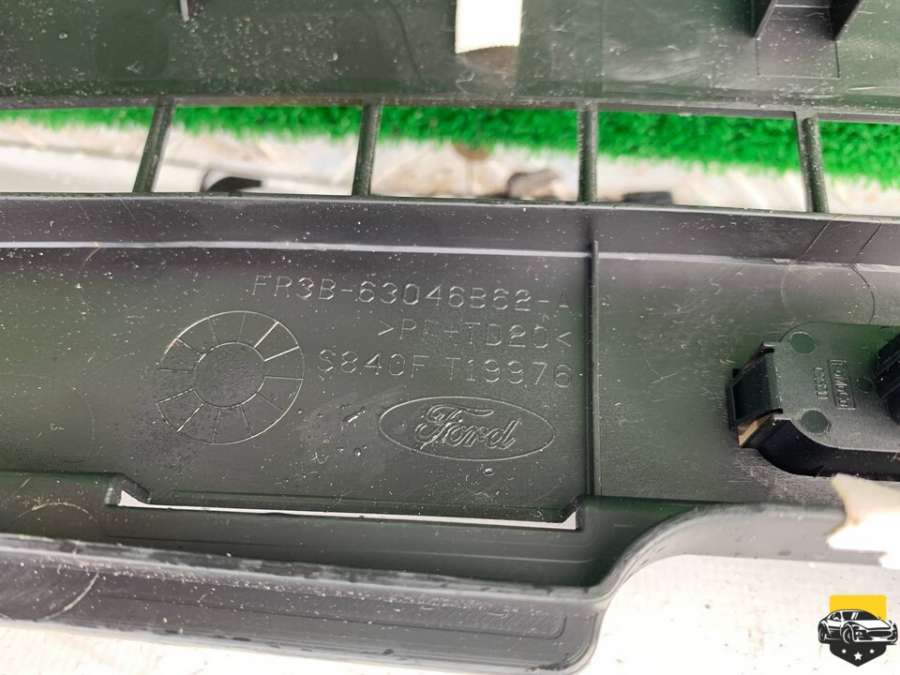 FR3B-63046B62-A
>PP+TD20<
S840F T19976
Ford